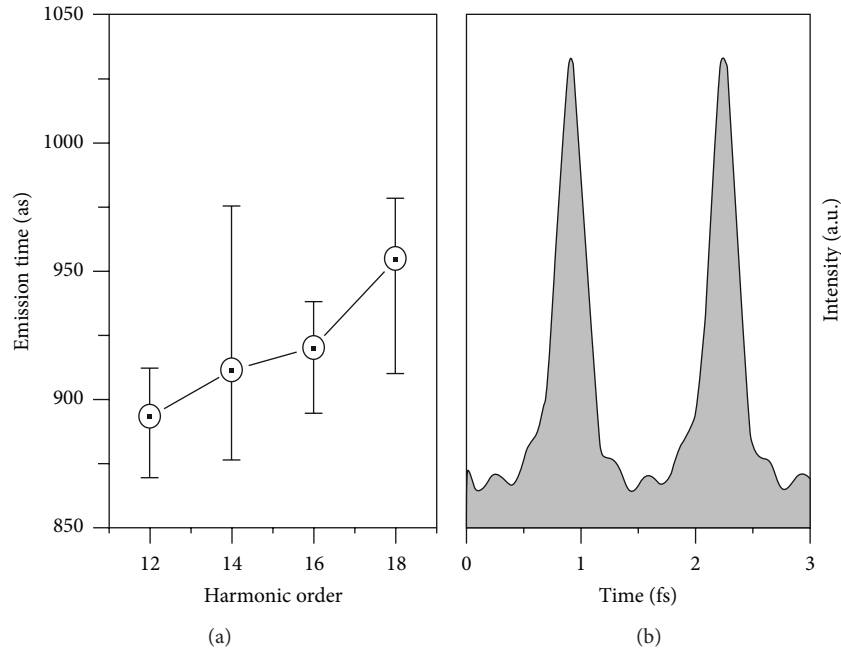 1050
1000
950
900
850
Emission time (as)
12 14 16 18
Harmonic order
(a)
Intensity (a.u.)
0 1 2 3
Time (fs)
(b)